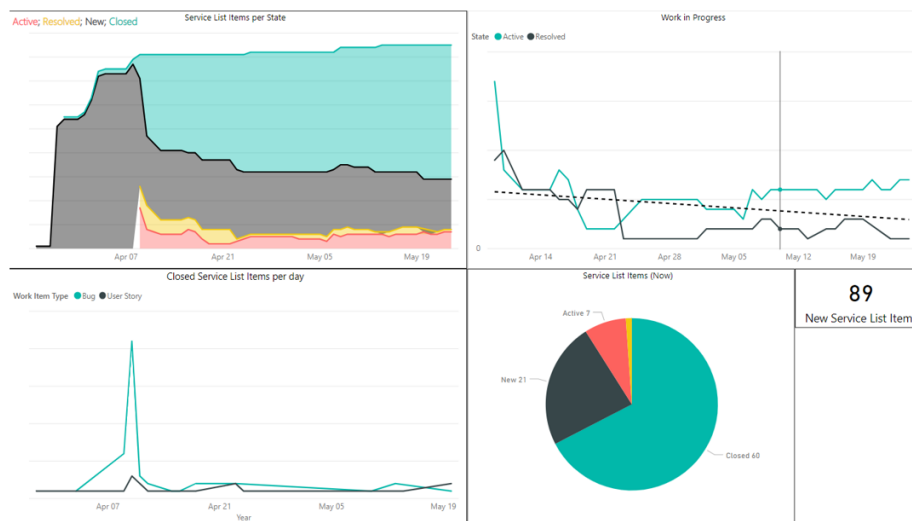 Service List Items per State
Active; Resolved; New; Closed
Apr 07
Apr 21
May 05
May 19
Work in Progress
State Active Resolved
0
Apr 14
Apr 21
Apr 28
May 05
May 12
May 19
Closed Service List Items per day
Work Item Type Bug User Story
Apr 07
Apr 21
May 05
May 19
Year
Service List Items (Now)
Active 7
New 21
Closed 60
89
New Service List Item